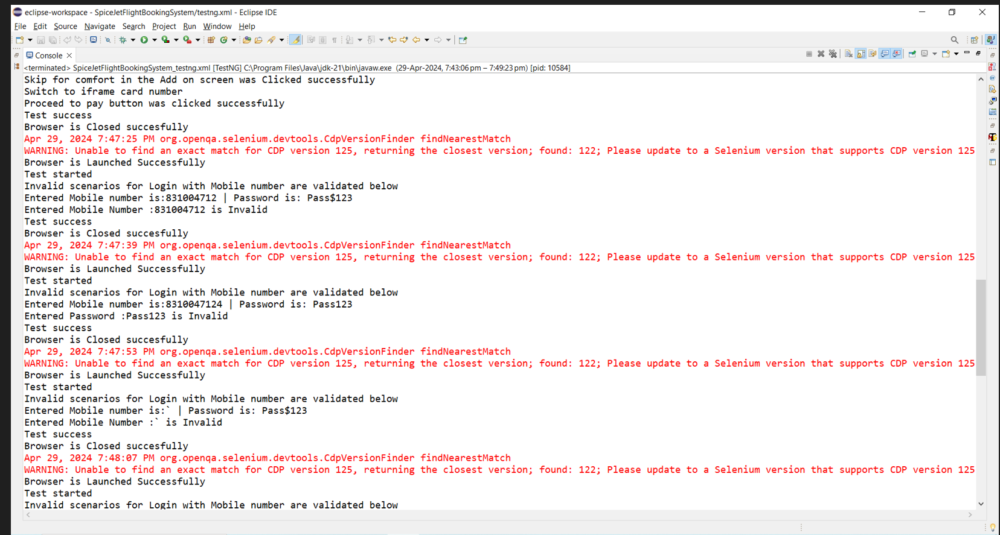 eclipse-workspace - SpiceJetFlightBookingSystem/testng.xml - Eclipse IDE
File Edit Source Navigate Search Project Run Window Help
Console
<terminated> SpiceJetFlightBookingSystem_testng.xml [TestNG] C:\Program Files\Java\jdk-21\bin\javaw.exe (29-Apr-2024, 7:43:06 pm – 7:49:23 pm) [pid: 10584]
Skip for comfort in the Add on screen was Clicked successfully
Switch to iframe card number
Proceed to pay button was clicked successfully
Test success
Browser is Closed succesfully
Apr 29, 2024 7:47:25 PM org.openqa.selenium.devtools.CdpVersionFinder findNearestMatch
WARNING: Unable to find an exact match for CDP version 125, returning the closest version; found: 122; Please update to a Selenium version that supports CDP version 125
Browser is Launched Successfully
Test started
Invalid scenarios for Login with Mobile number are validated below
Entered Mobile number is:831004712 | Password is: Pass$123
Entered Mobile Number :831004712 is Invalid
Test success
Browser is Closed succesfully
Apr 29, 2024 7:47:39 PM org.openqa.selenium.devtools.CdpVersionFinder findNearestMatch
WARNING: Unable to find an exact match for CDP version 125, returning the closest version; found: 122; Please update to a Selenium version that supports CDP version 125
Browser is Launched Successfully
Test started
Invalid scenarios for Login with Mobile number are validated below
Entered Mobile number is:8310047124 | Password is: Pass123
Entered Password :Pass123 is Invalid
Test success
Browser is Closed succesfully
Apr 29, 2024 7:47:53 PM org.openqa.selenium.devtools.CdpVersionFinder findNearestMatch
WARNING: Unable to find an exact match for CDP version 125, returning the closest version; found: 122; Please update to a Selenium version that supports CDP version 125
Browser is Launched Successfully
Test started
Invalid scenarios for Login with Mobile number are validated below
Entered Mobile number is:` | Password is: Pass$123
Entered Mobile Number :` is Invalid
Test success
Browser is Closed succesfully
Apr 29, 2024 7:48:07 PM org.openqa.selenium.devtools.CdpVersionFinder findNearestMatch
WARNING: Unable to find an exact match for CDP version 125, returning the closest version; found: 122; Please update to a Selenium version that supports CDP version 125
Browser is Launched Successfully
Test started
Invalid scenarios for Login with Mobile number are validated below